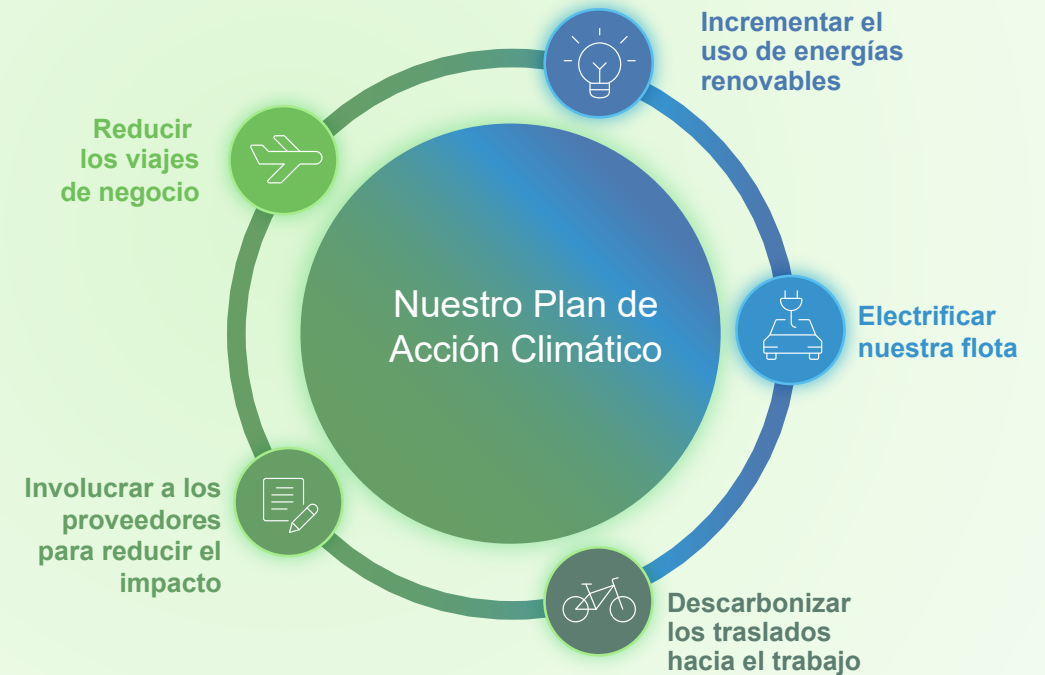 Nuestro Plan de
Acción Climático
Incrementar el
uso de energías
renovables
Electrificar
nuestra flota
Descarbonizar
los traslados
hacia el trabajo
Involucrar a los
proveedores
para reducir el
impacto
Reducir
los viajes
de negocio